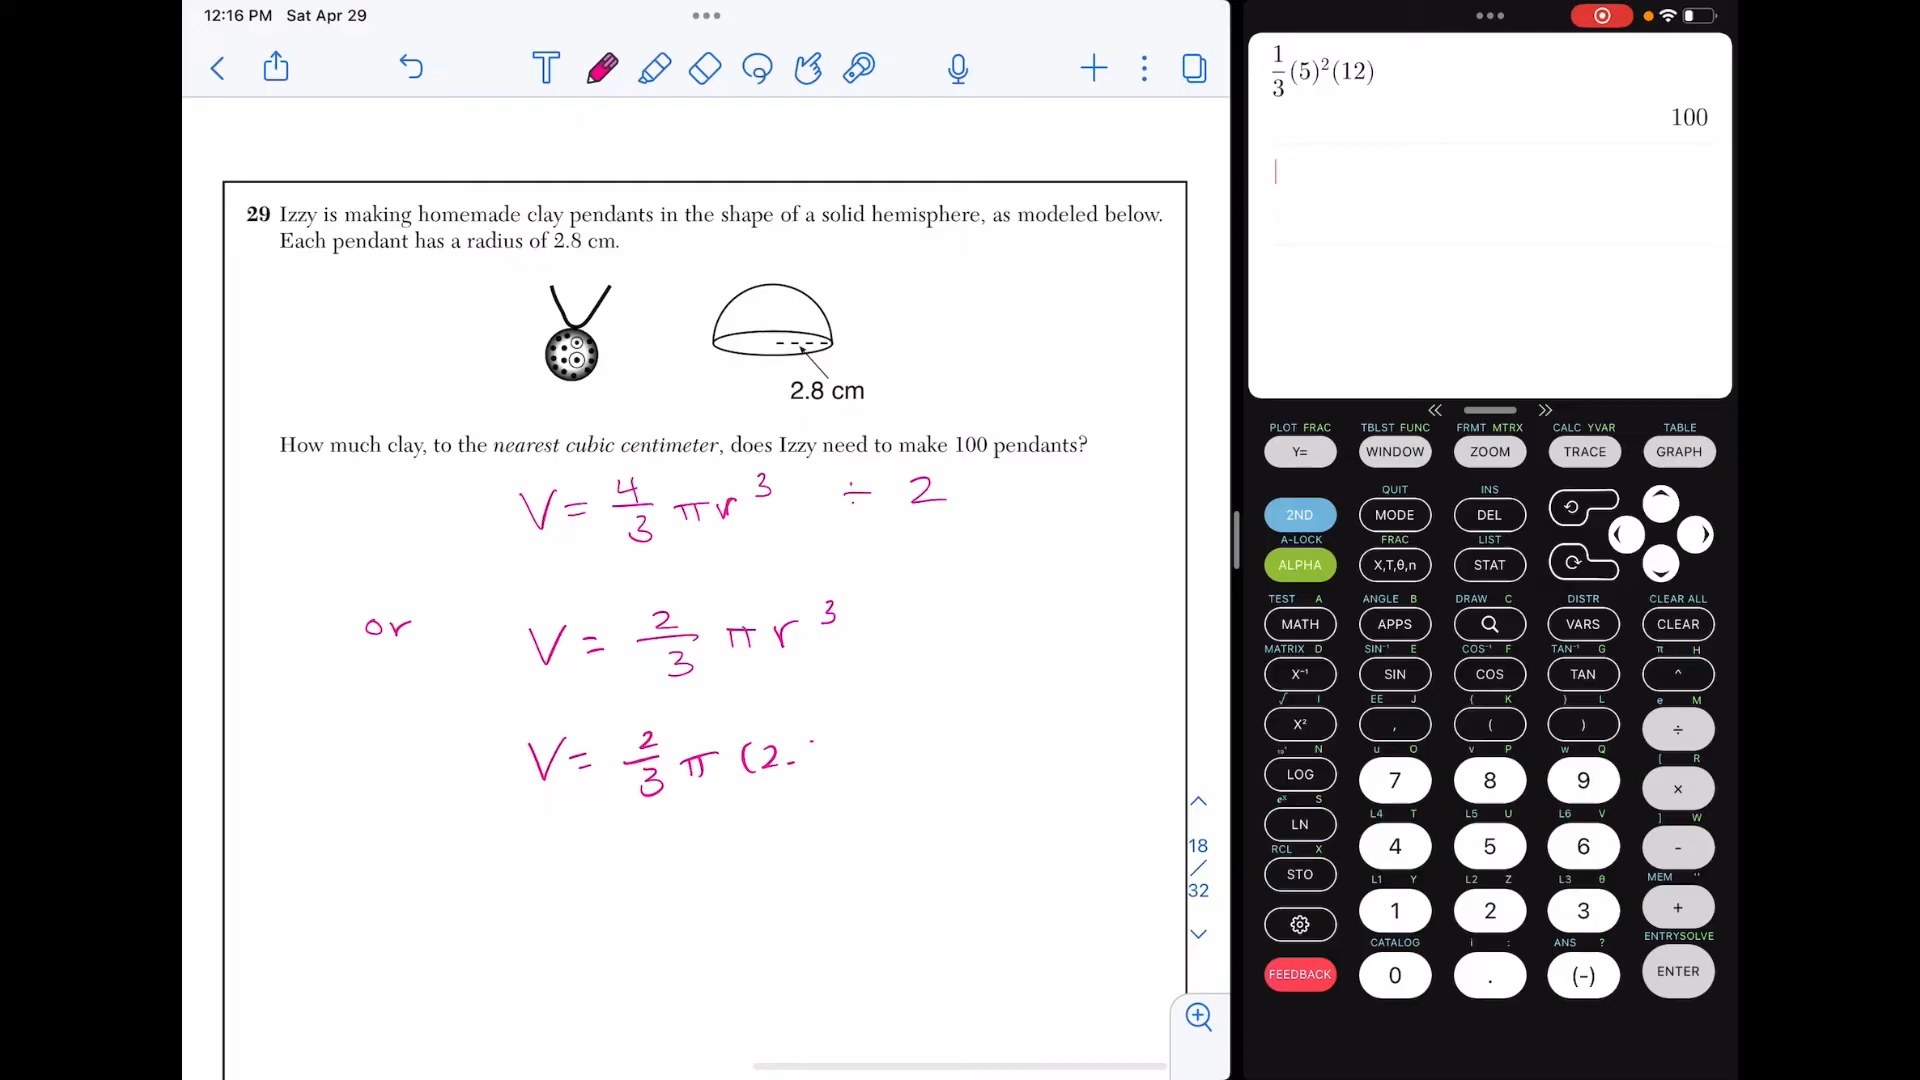 12:16 PM Sat Apr 29
29 Izzy is making homemade clay pendants in the shape of a solid hemisphere, as modeled below.
Each pendant has a radius of 2.8 cm.
2.8 cm
How much clay, to the nearest cubic centimeter, does Izzy need to make 100 pendants?
V = 4/3 πr³ ÷ 2
or V = 2/3 πr³
V = 2/3 π (2.
18
/
32
1/3 (5)²(12)
100
PLOT FRAC TBLST FUNC FRMT MTRX CALC YVAR TABLE
Y= WINDOW ZOOM TRACE GRAPH
QUIT INS
2ND MODE DEL
A-LOCK FRAC LIST
ALPHA X,T,θ,n STAT
TEST A ANGLE B DRAW C DISTR CLEAR ALL
MATH APPS VARS CLEAR
MATRIX D SIN⁻¹ E COS⁻¹ F TAN⁻¹ G π H
X⁻¹ SIN COS TAN ^
√ I EE J { K } L e M
X² , ( ) ÷
10ˣ N u O v P w Q [ R
LOG 7 8 9 ×
eˣ S L4 T L5 U L6 V ] W
LN 4 5 6 -
RCL X L1 Y L2 Z L3 θ MEM "
STO 1 2 3 +
CATALOG i : ANS ? ENTRY SOLVE
FEEDBACK 0 . (-) ENTER